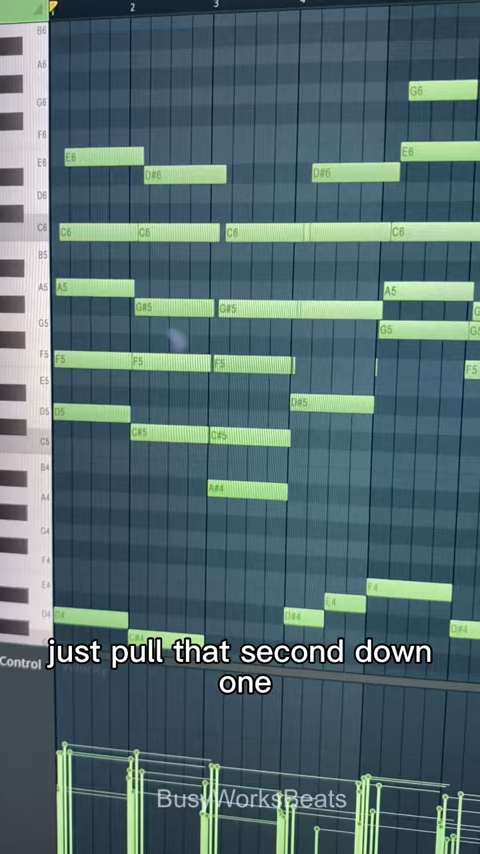 2
3
4
B6
A6
G6
G6
F6
E6
E6
E6
D#6
D#6
D6
C6
C6
C6
C6
C6
B5
A5
A5
A5
G#5
G#5
G5
G5
F5
F5
F5
F5
F5
E5
D#5
D5
D5
C#5
C#5
C5
B4
A#4
A4
G4
F4
F4
E4
E4
D4
D4
D#4
D#4
C#4
just pull that second down
one
Control
BusyWorksBeats